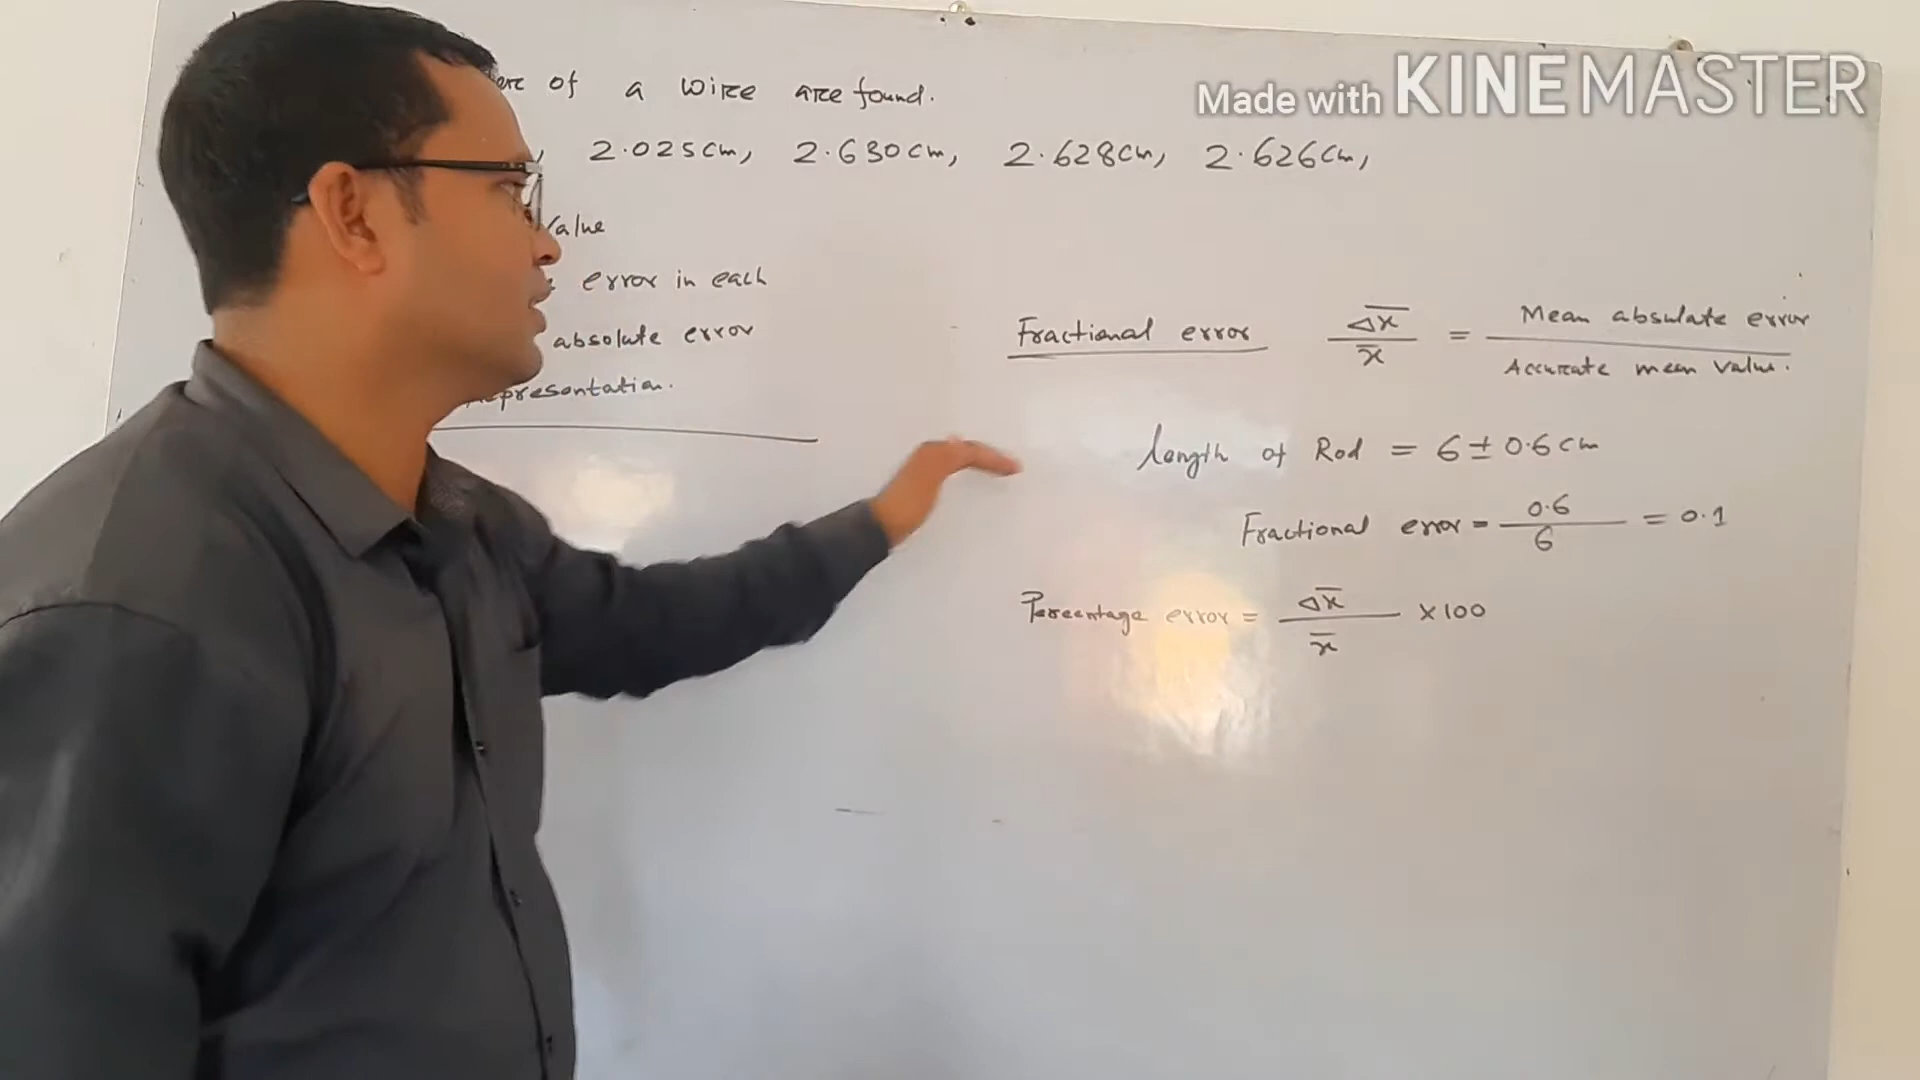 of a wire are found.
Made with KINEMASTER
2.025cm, 2.630cm, 2.628cm, 2.626cm,
value
error in each
absolute error
representation.
Fractional error Δx̅ / x̅ = Mean absulate error / Accurate mean value.
length of Rod = 6 ± 0.6 cm
Fractional error = 0.6 / 6 = 0.1
Percentage error = Δx̅ / x̅ × 100